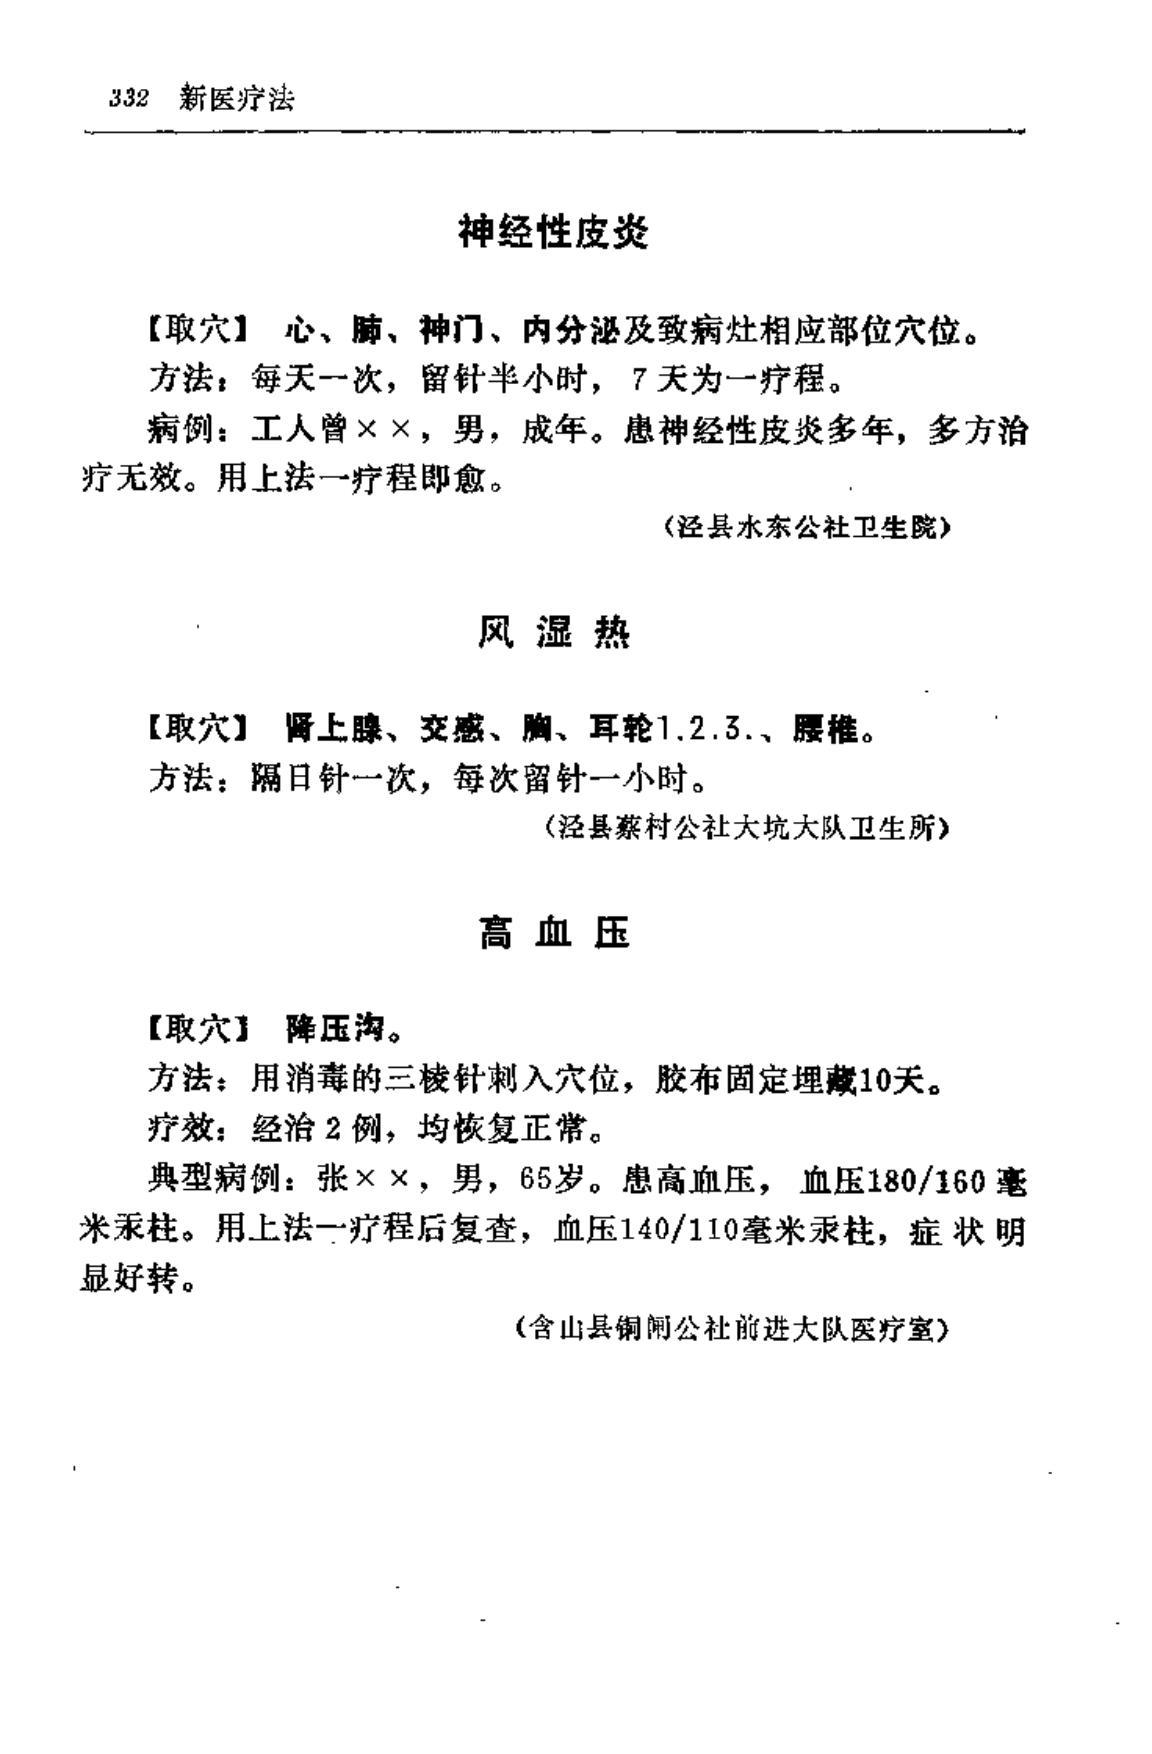 332 新医疗法
神经性皮炎
【取穴】 心、肺、神门、内分泌及致病灶相应部位穴位。
方法：每天一次，留针半小时，7天为一疗程。
病例：工人曾××，男，成年。患神经性皮炎多年，多方治
疗无效。用上法一疗程即愈。
（泾县水东公社卫生院）
风湿热
【取穴】 肾上腺、交感、胸、耳轮1.2.3.、腰椎。
方法：隔日针一次，每次留针一小时。
（泾县蔡村公社大坑大队卫生所）
高血压
【取穴】 降压沟。
方法：用消毒的三棱针刺入穴位，胶布固定埋藏10天。
疗效：经治2例，均恢复正常。
典型病例：张××，男，65岁。患高血压， 血压180/160毫
米汞柱。用上法一疗程后复查，血压140/110毫米汞柱，症状明
显好转。
（含山县铜闸公社前进大队医疗室）